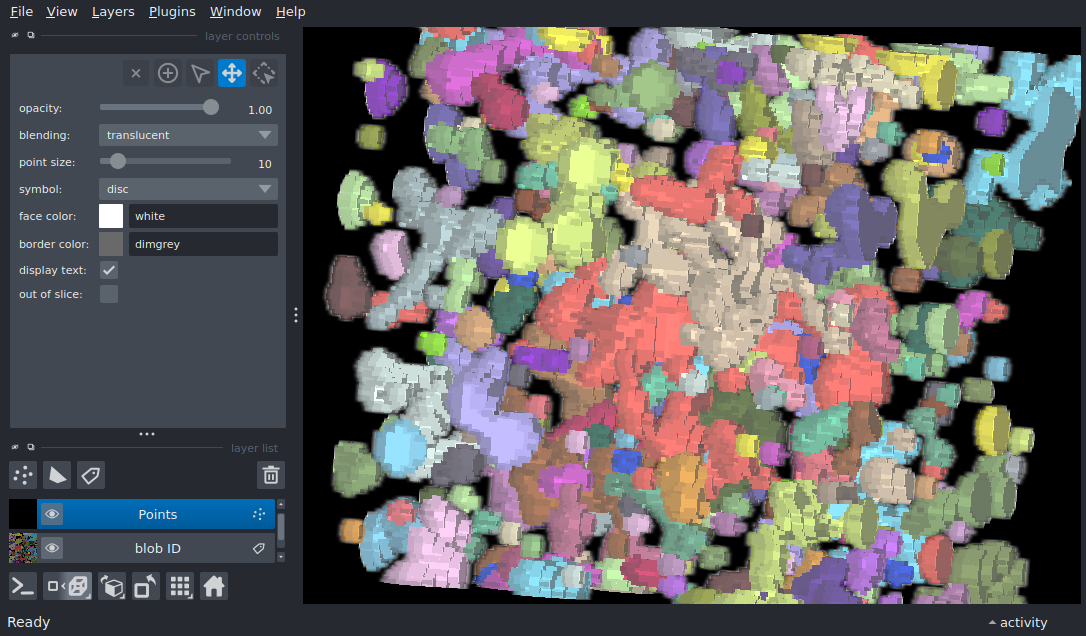 File View Layers Plugins Window Help
layer controls
opacity: 1.00
blending: translucent
point size: 10
symbol: disc
face color: white
border color: dimgrey
display text:
out of slice:
layer list
Points
blob ID
Ready activity